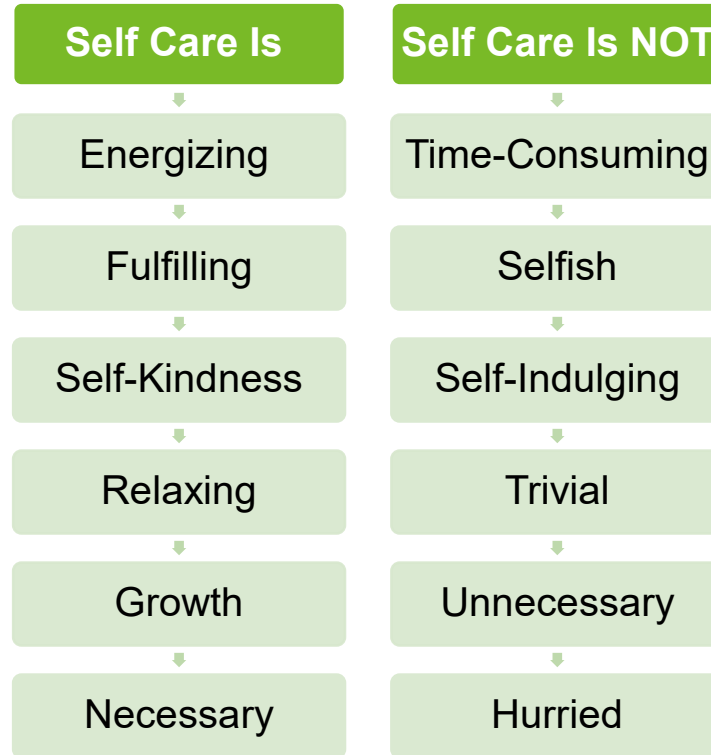 Self Care Is
Energizing
Fulfilling
Self-Kindness
Relaxing
Growth
Necessary
Self Care Is NOT
Time-Consuming
Selfish
Self-Indulging
Trivial
Unnecessary
Hurried